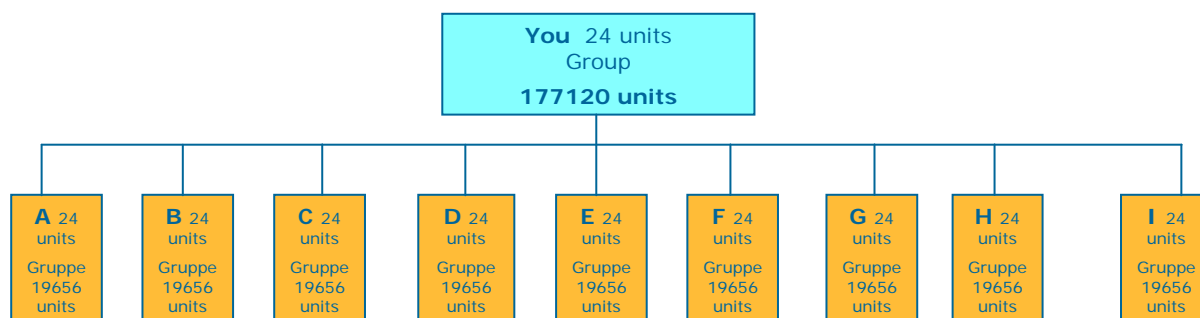 You 24 units
Group
177120 units
A 24
units
Gruppe
19656
units
B 24
units
Gruppe
19656
units
C 24
units
Gruppe
19656
units
D 24
units
Gruppe
19656
units
E 24
units
Gruppe
19656
units
F 24
units
Gruppe
19656
units
G 24
units
Gruppe
19656
units
H 24
units
Gruppe
19656
units
I 24
units
Gruppe
19656
units